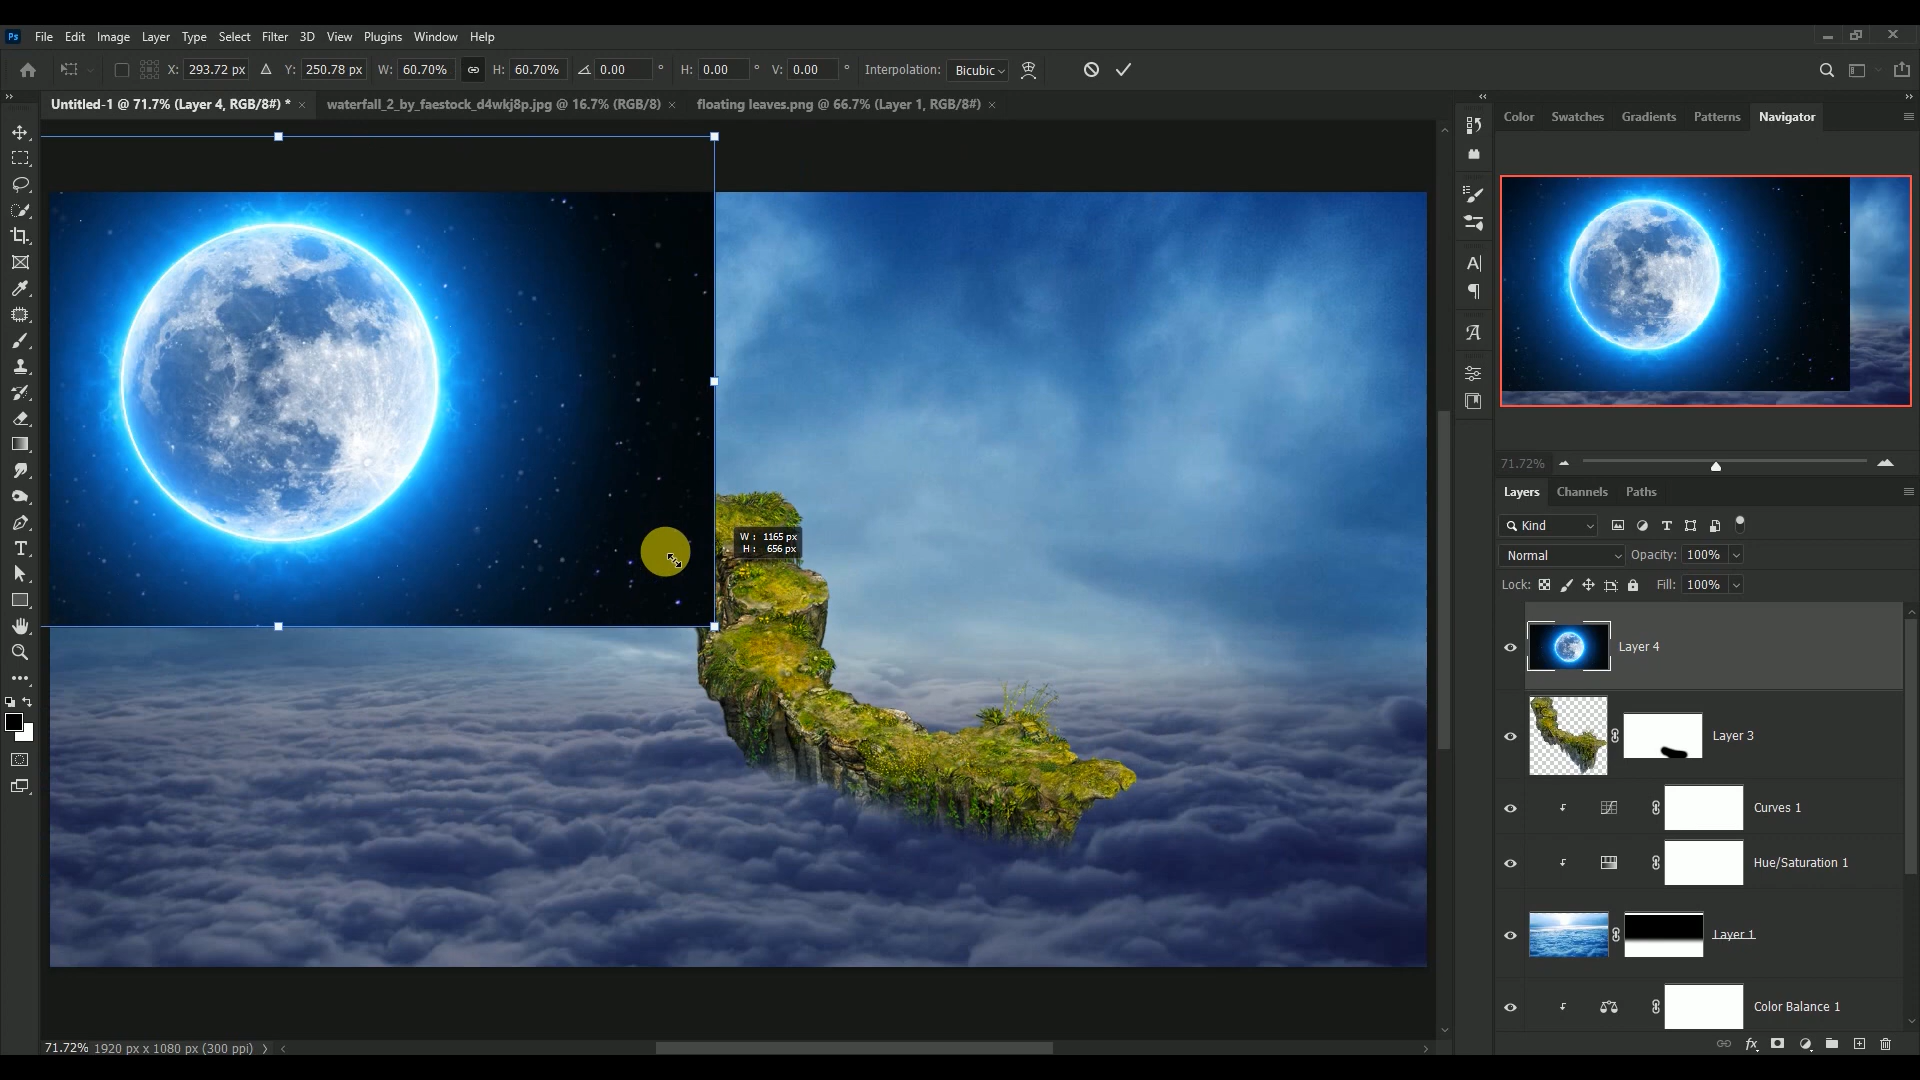 Ps File Edit Image Layer Type Select Filter 3D View Plugins Window Help
X: 293.72 px Y: 250.78 px W: 60.70% H: 60.70% 0.00 ° H: 0.00 ° V: 0.00 ° Interpolation: Bicubic
Untitled-1 @ 71.7% (Layer 4, RGB/8#) * × waterfall_2_by_faestock_d4wkj8p.jpg @ 16.7% (RGB/8) × floating leaves.png @ 66.7% (Layer 1, RGB/8#) ×
Color Swatches Gradients Patterns Navigator
71.72%
Layers Channels Paths
Kind
Normal Opacity: 100%
Lock: Fill: 100%
W : 1165 px
H : 656 px
Layer 4
Layer 3
Curves 1
Hue/Saturation 1
Layer 1
Color Balance 1
71.72% 1920 px x 1080 px (300 ppi)